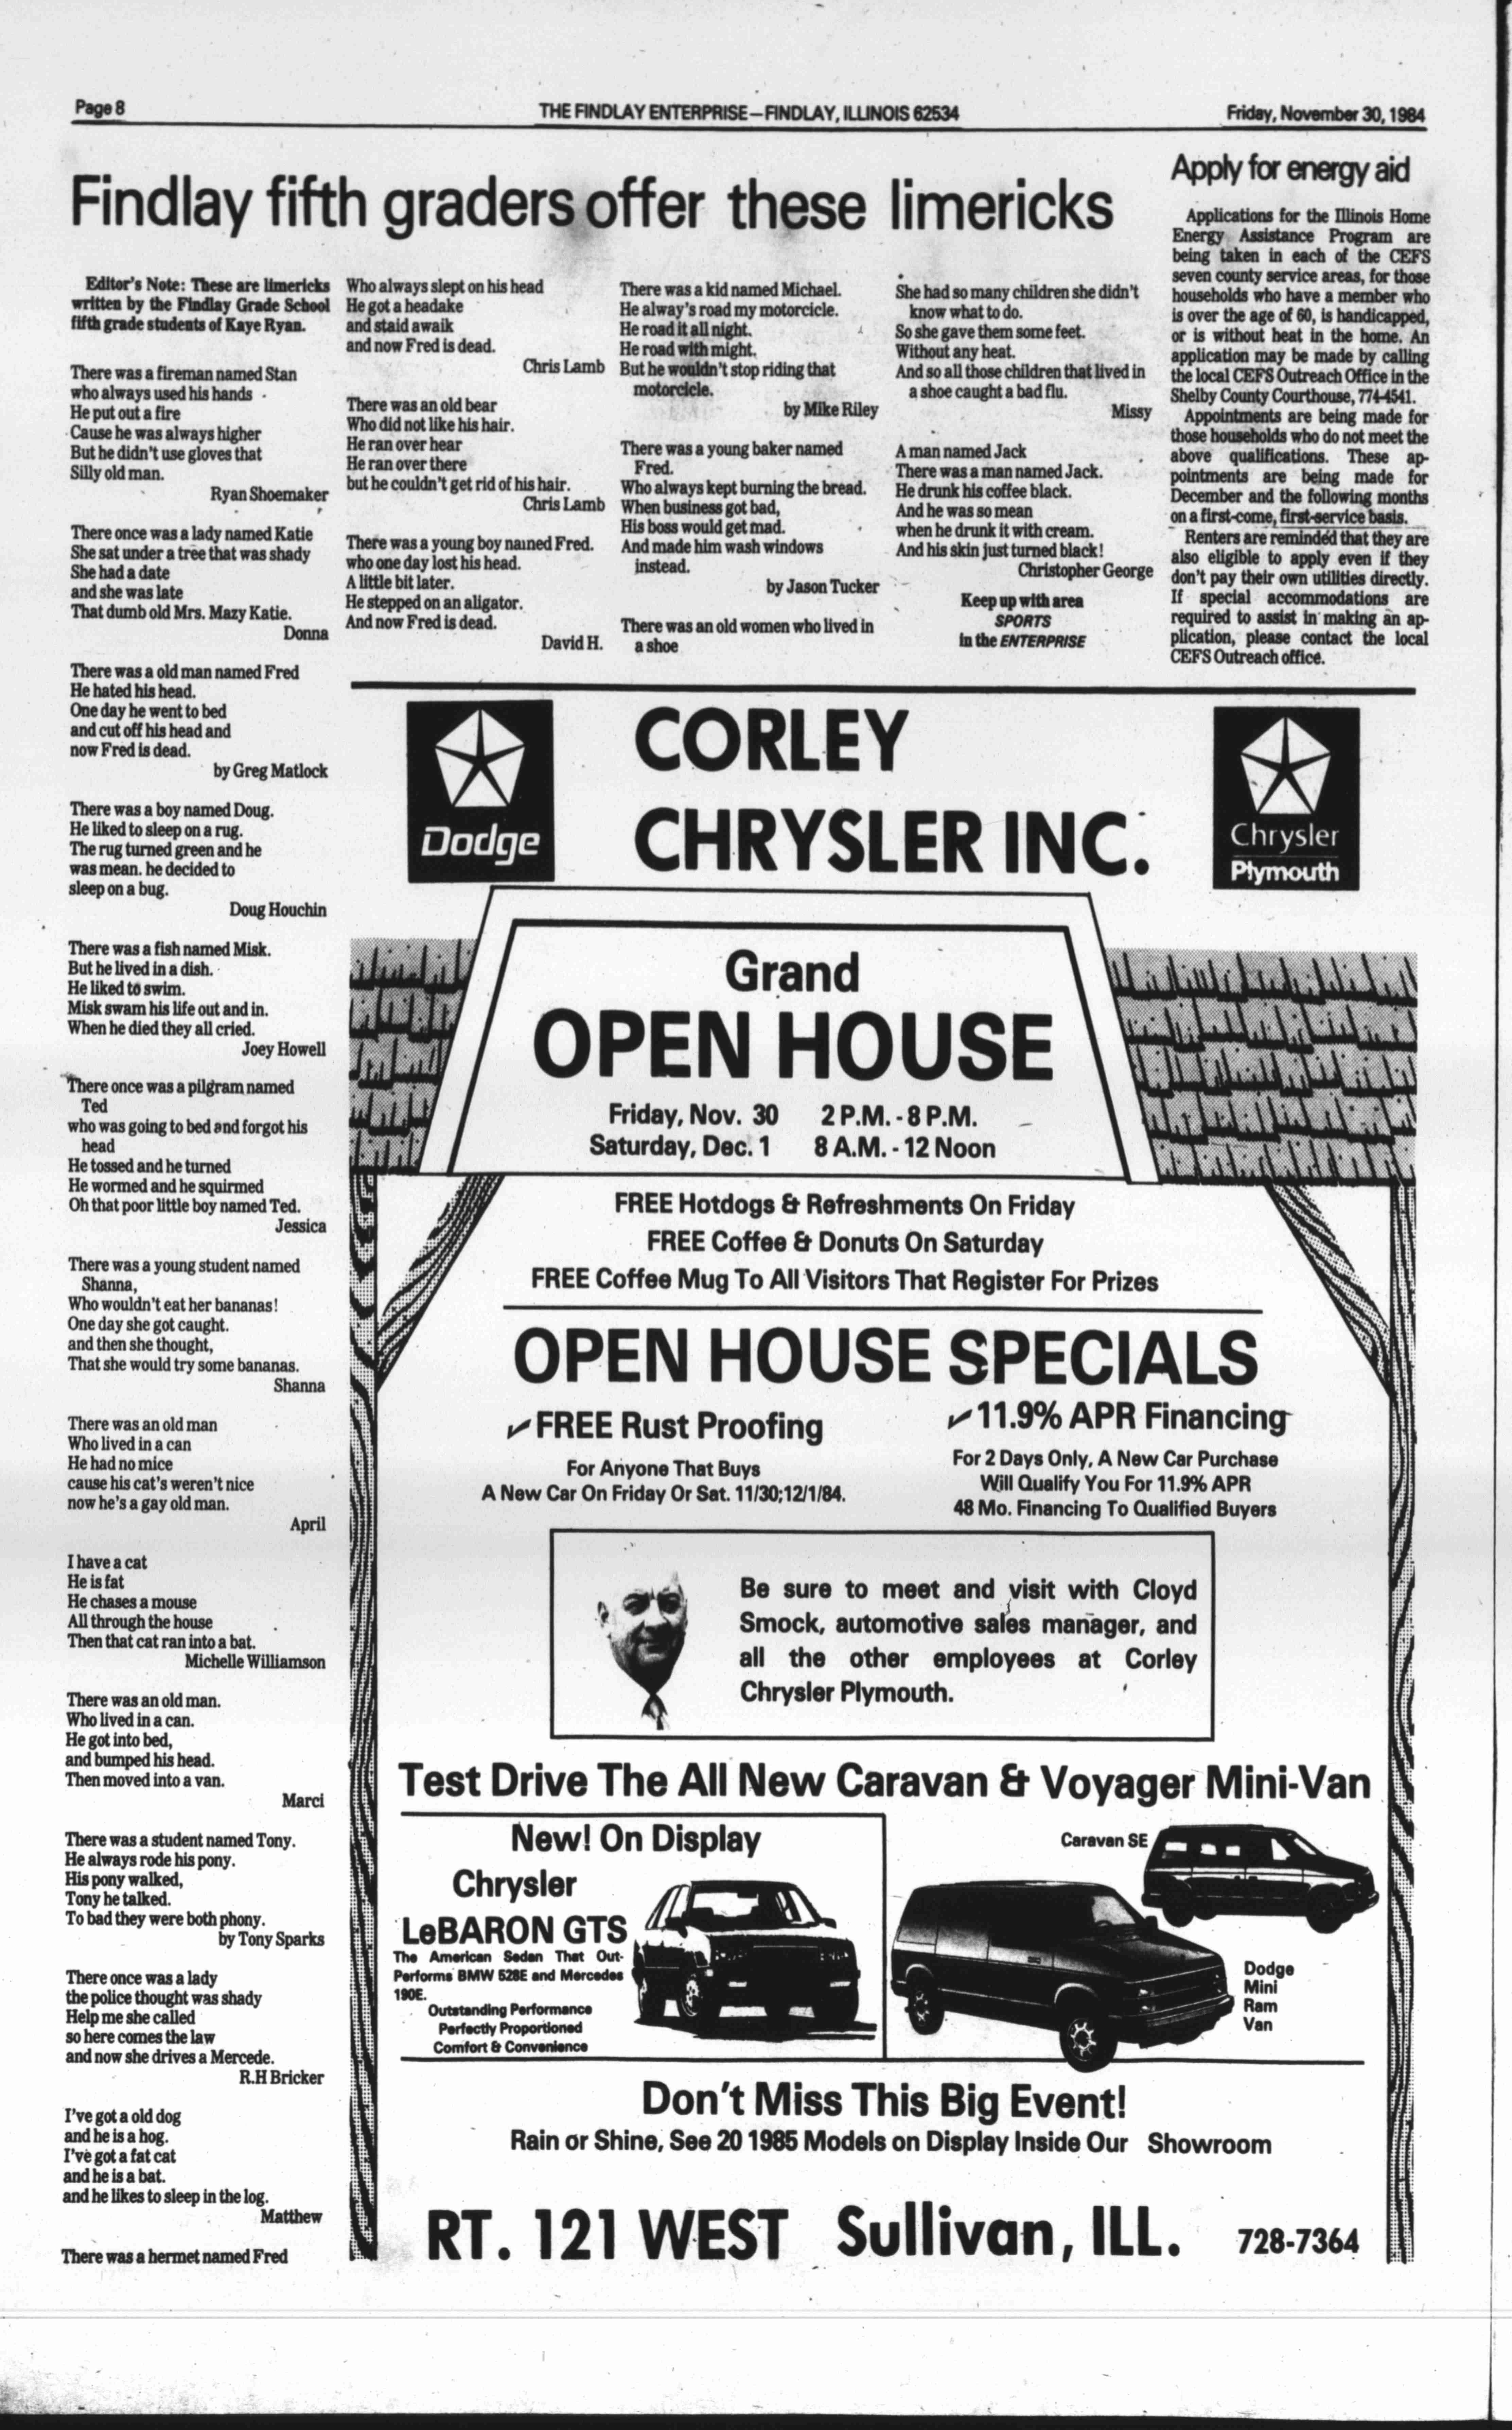 Page 8
THE FINDLAY ENTERPRISE—FINDLAY, ILLINOIS 62534
Friday, November 30, 1984
Findlay fifth graders offer these limericks
Editor's Note: These are limericks
written by the Findlay Grade School
fifth grade students of Kaye Ryan.
There was a fireman named Stan
who always used his hands
He put out a fire
Cause he was always higher
But he didn't use gloves that
Silly old man.
Ryan Shoemaker
There once was a lady named Katie
She sat under a tree that was shady
She had a date
and she was late
That dumb old Mrs. Mazy Katie.
Donna
There was a old man named Fred
He hated his head.
One day he went to bed
and cut off his head and
now Fred is dead.
by Greg Matlock
There was a boy named Doug.
He liked to sleep on a rug.
The rug turned green and he
was mean. he decided to
sleep on a bug.
Doug Houchin
There was a fish named Misk.
But he lived in a dish.
He liked to swim.
Misk swam his life out and in.
When he died they all cried.
Joey Howell
There once was a pilgram named
Ted
who was going to bed and forgot his
head
He tossed and he turned
He wormed and he squirmed
Oh that poor little boy named Ted.
Jessica
There was a young student named
Shanna,
Who wouldn't eat her bananas!
One day she got caught.
and then she thought,
That she would try some bananas.
Shanna
There was an old man
Who lived in a can
He had no mice
cause his cat's weren't nice
now he's a gay old man.
April
I have a cat
He is fat
He chases a mouse
All through the house
Then that cat ran into a bat.
Michelle Williamson
There was an old man.
Who lived in a can.
He got into bed,
and bumped his head.
Then moved into a van.
Marci
There was a student named Tony.
He always rode his pony.
His pony walked,
Tony he talked.
To bad they were both phony.
by Tony Sparks
There once was a lady
the police thought was shady
Help me she called
so here comes the law
and now she drives a Mercede.
R.H Bricker
I've got a old dog
and he is a hog.
I've got a fat cat
and he is a bat.
and he likes to sleep in the log.
Matthew
There was a hermet named Fred
Who always slept on his head
He got a headake
and staid awaik
and now Fred is dead.
Chris Lamb
There was an old bear
Who did not like his hair.
He ran over hear
He ran over there
but he couldn't get rid of his hair.
Chris Lamb
There was a young boy named Fred.
who one day lost his head.
A little bit later.
He stepped on an aligator.
And now Fred is dead.
David H.
There was a kid named Michael.
He alway's road my motorcicle.
He road it all night.
He road with might.
But he wouldn't stop riding that
motorcicle.
by Mike Riley
There was a young baker named
Fred.
Who always kept burning the bread.
When business got bad,
His boss would get mad.
And made him wash windows
instead.
by Jason Tucker
There was an old women who lived in
a shoe
She had so many children she didn't
know what to do.
So she gave them some feet.
Without any heat.
And so all those children that lived in
a shoe caught a bad flu.
Missy
A man named Jack
There was a man named Jack.
He drunk his coffee black.
And he was so mean
when he drunk it with cream.
And his skin just turned black!
Christopher George
Keep up with area
SPORTS
in the ENTERPRISE
Apply for energy aid
Applications for the Illinois Home
Energy Assistance Program are
being taken in each of the CEFS
seven county service areas, for those
households who have a member who
is over the age of 60, is handicapped,
or is without heat in the home. An
application may be made by calling
the local CEFS Outreach Office in the
Shelby County Courthouse, 774-4541.
Appointments are being made for
those households who do not meet the
above qualifications. These ap-
pointments are being made for
December and the following months
on a first-come, first-service basis.
Renters are reminded that they are
also eligible to apply even if they
don't pay their own utilities directly.
If special accommodations are
required to assist in making an ap-
plication, please contact the local
CEFS Outreach office.
Dodge
CORLEY
CHRYSLER INC.
Chrysler
Plymouth
Grand
OPEN HOUSE
Friday, Nov. 30 2 P.M. - 8 P.M.
Saturday, Dec. 1 8 A.M. - 12 Noon
FREE Hotdogs & Refreshments On Friday
FREE Coffee & Donuts On Saturday
FREE Coffee Mug To All Visitors That Register For Prizes
OPEN HOUSE SPECIALS
✓FREE Rust Proofing
For Anyone That Buys
A New Car On Friday Or Sat. 11/30;12/1/84.
✓11.9% APR Financing
For 2 Days Only, A New Car Purchase
Will Qualify You For 11.9% APR
48 Mo. Financing To Qualified Buyers
Be sure to meet and visit with Cloyd
Smock, automotive sales manager, and
all the other employees at Corley
Chrysler Plymouth.
Test Drive The All New Caravan & Voyager Mini-Van
New! On Display
Chrysler
LeBARON GTS
The American Sedan That Out-
Performs BMW 528E and Mercedes
190E.
Outstanding Performance
Perfectly Proportioned
Comfort & Convenience
Caravan SE
Dodge
Mini
Ram
Van
Don't Miss This Big Event!
Rain or Shine, See 20 1985 Models on Display Inside Our Showroom
RT. 121 WEST Sullivan, ILL. 728-7364